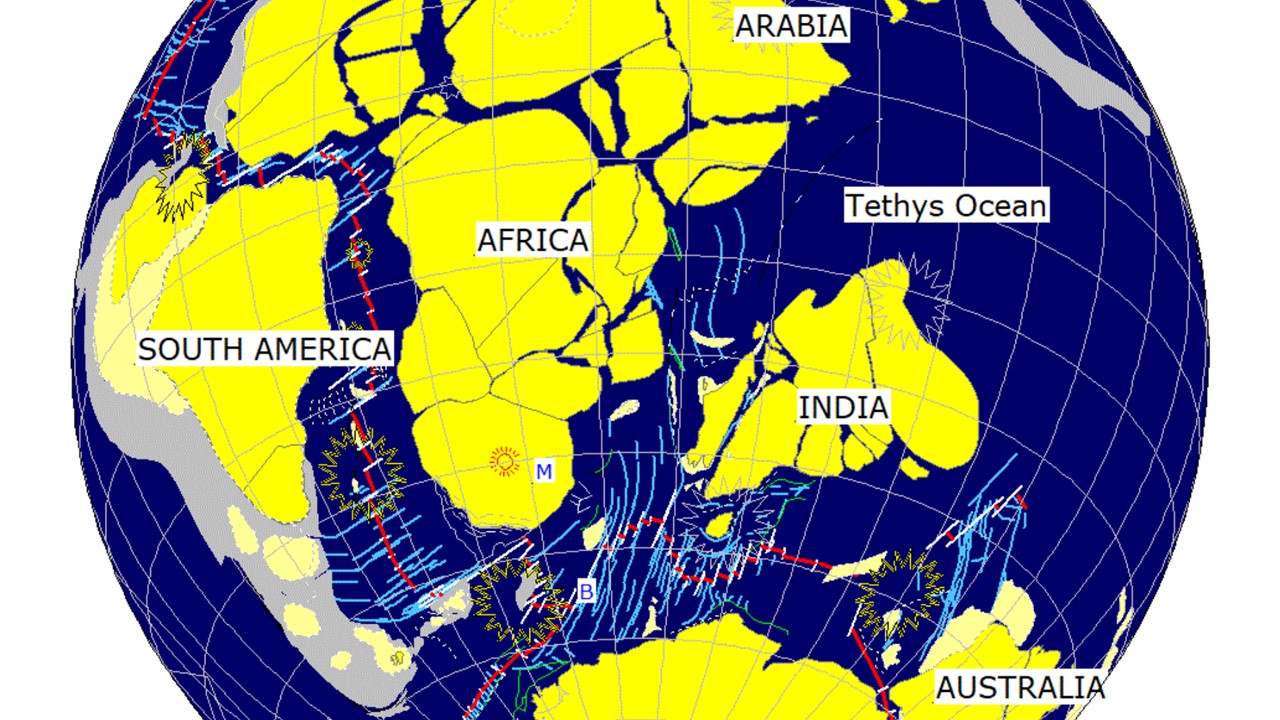 ARABIA
Tethys Ocean
AFRICA
SOUTH AMERICA
INDIA
M
B
AUSTRALIA